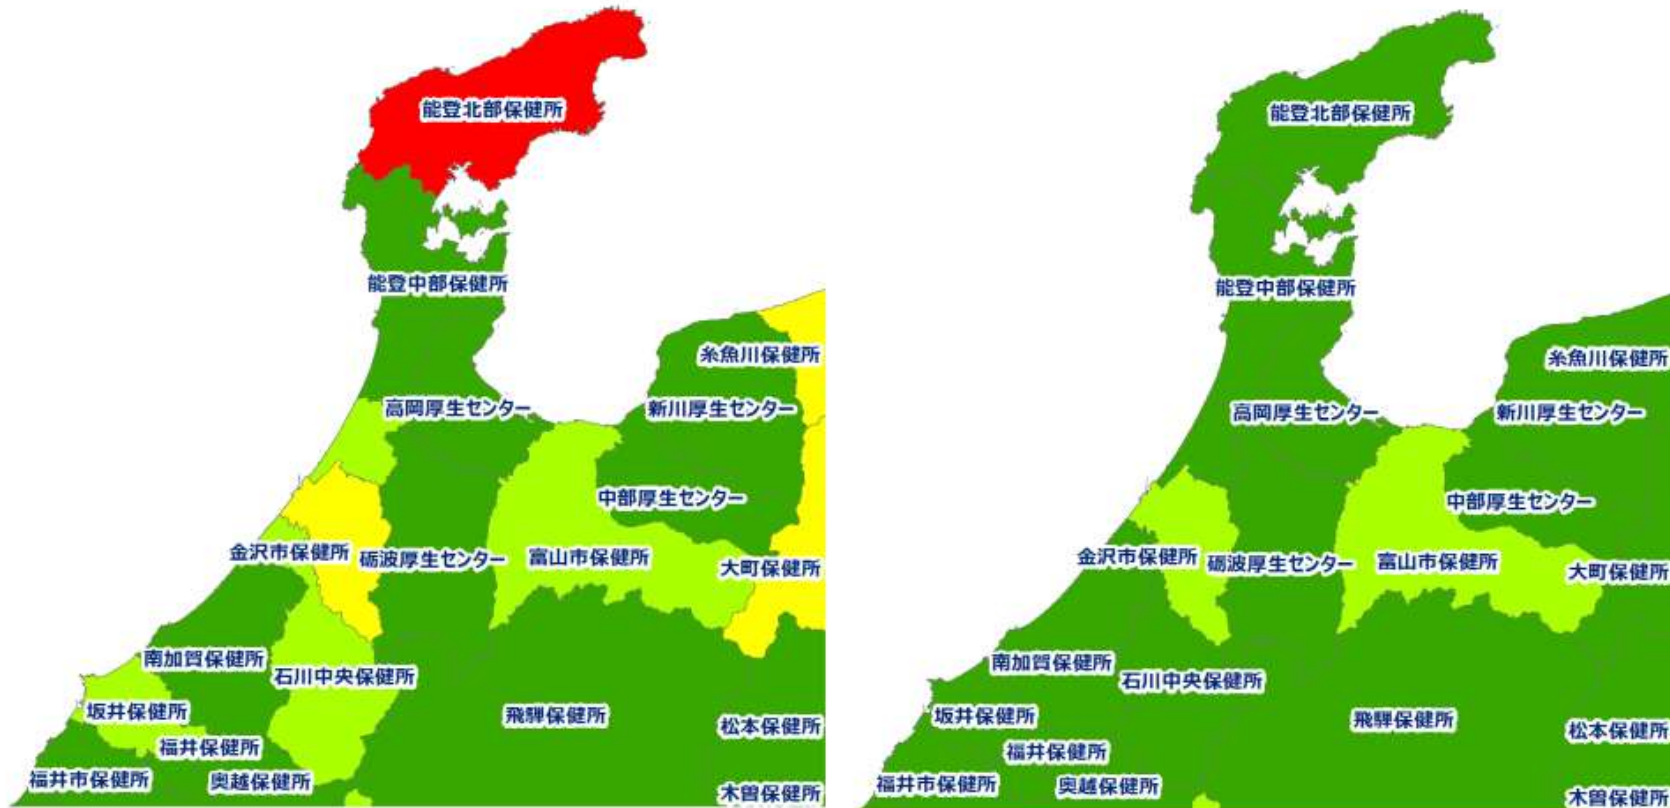 能登北部保健所
能登中部保健所
糸魚川保健所
高岡厚生センター
新川厚生センター
中部厚生センター
金沢市保健所
砺波厚生センター
富山市保健所
大町保健所
南加賀保健所
石川中央保健所
坂井保健所
飛騨保健所
松本保健所
福井保健所
福井市保健所
奥越保健所
木曽保健所
能登北部保健所
能登中部保健所
糸魚川保健所
高岡厚生センター
新川厚生センター
中部厚生センター
金沢市保健所
砺波厚生センター
富山市保健所
大町保健所
南加賀保健所
石川中央保健所
坂井保健所
飛騨保健所
松本保健所
福井保健所
福井市保健所
奥越保健所
木曽保健所